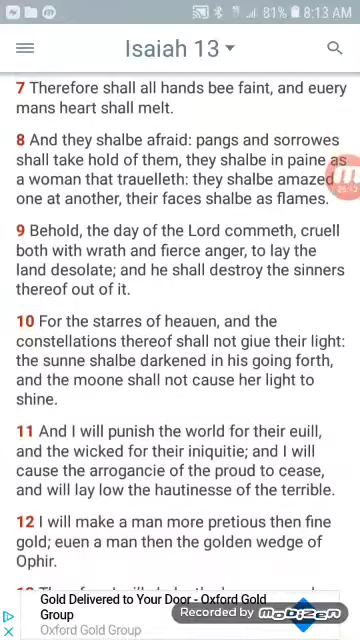 81% 8:13 AM
Isaiah 13
7 Therefore shall all hands bee faint, and euery
mans heart shall melt.
8 And they shalbe afraid: pangs and sorrowes
shall take hold of them, they shalbe in paine as
a woman that trauelleth: they shalbe amazed
one at another, their faces shalbe as flames.
9 Behold, the day of the Lord commeth, cruell
both with wrath and fierce anger, to lay the
land desolate; and he shall destroy the sinners
thereof out of it.
10 For the starres of heauen, and the
constellations thereof shall not giue their light:
the sunne shalbe darkened in his going forth,
and the moone shall not cause her light to
shine.
11 And I will punish the world for their euill,
and the wicked for their iniquitie; and I will
cause the arrogancie of the proud to cease,
and will lay low the hautinesse of the terrible.
12 I will make a man more pretious then fine
gold; euen a man then the golden wedge of
Ophir.
Gold Delivered to Your Door - Oxford Gold
Group
Oxford Gold Group
Recorded by mobizen